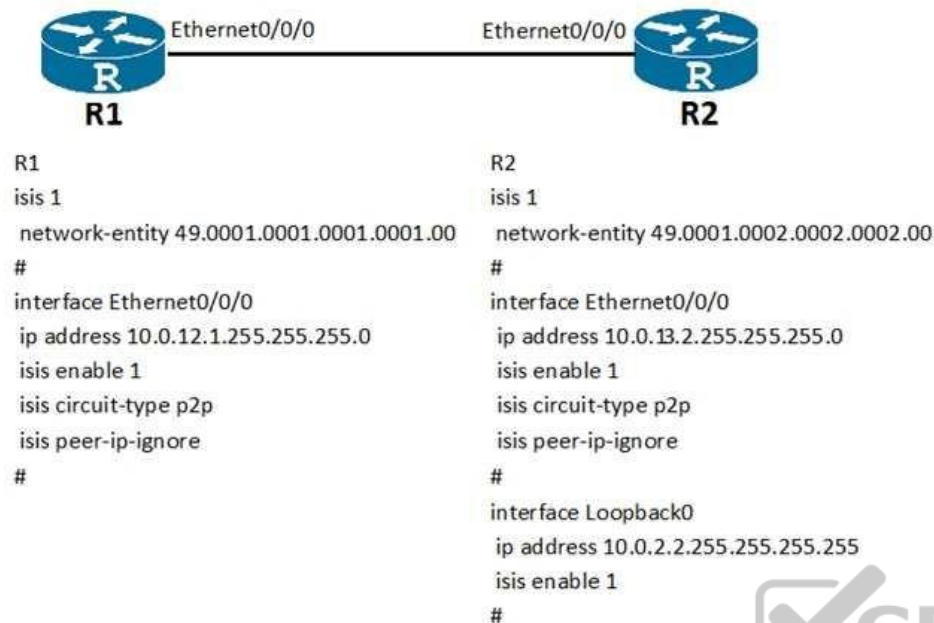 Ethernet0/0/0
Ethernet0/0/0
R
R1
R
R2
R1
isis 1
network-entity 49.0001.0001.0001.0001.00
#
interface Ethernet0/0/0
ip address 10.0.12.1.255.255.255.0
isis enable 1
isis circuit-type p2p
isis peer-ip-ignore
#
R2
isis 1
network-entity 49.0001.0002.0002.0002.00
#
interface Ethernet0/0/0
ip address 10.0.13.2.255.255.255.0
isis enable 1
isis circuit-type p2p
isis peer-ip-ignore
#
interface Loopback0
ip address 10.0.2.2.255.255.255.255
isis enable 1
#